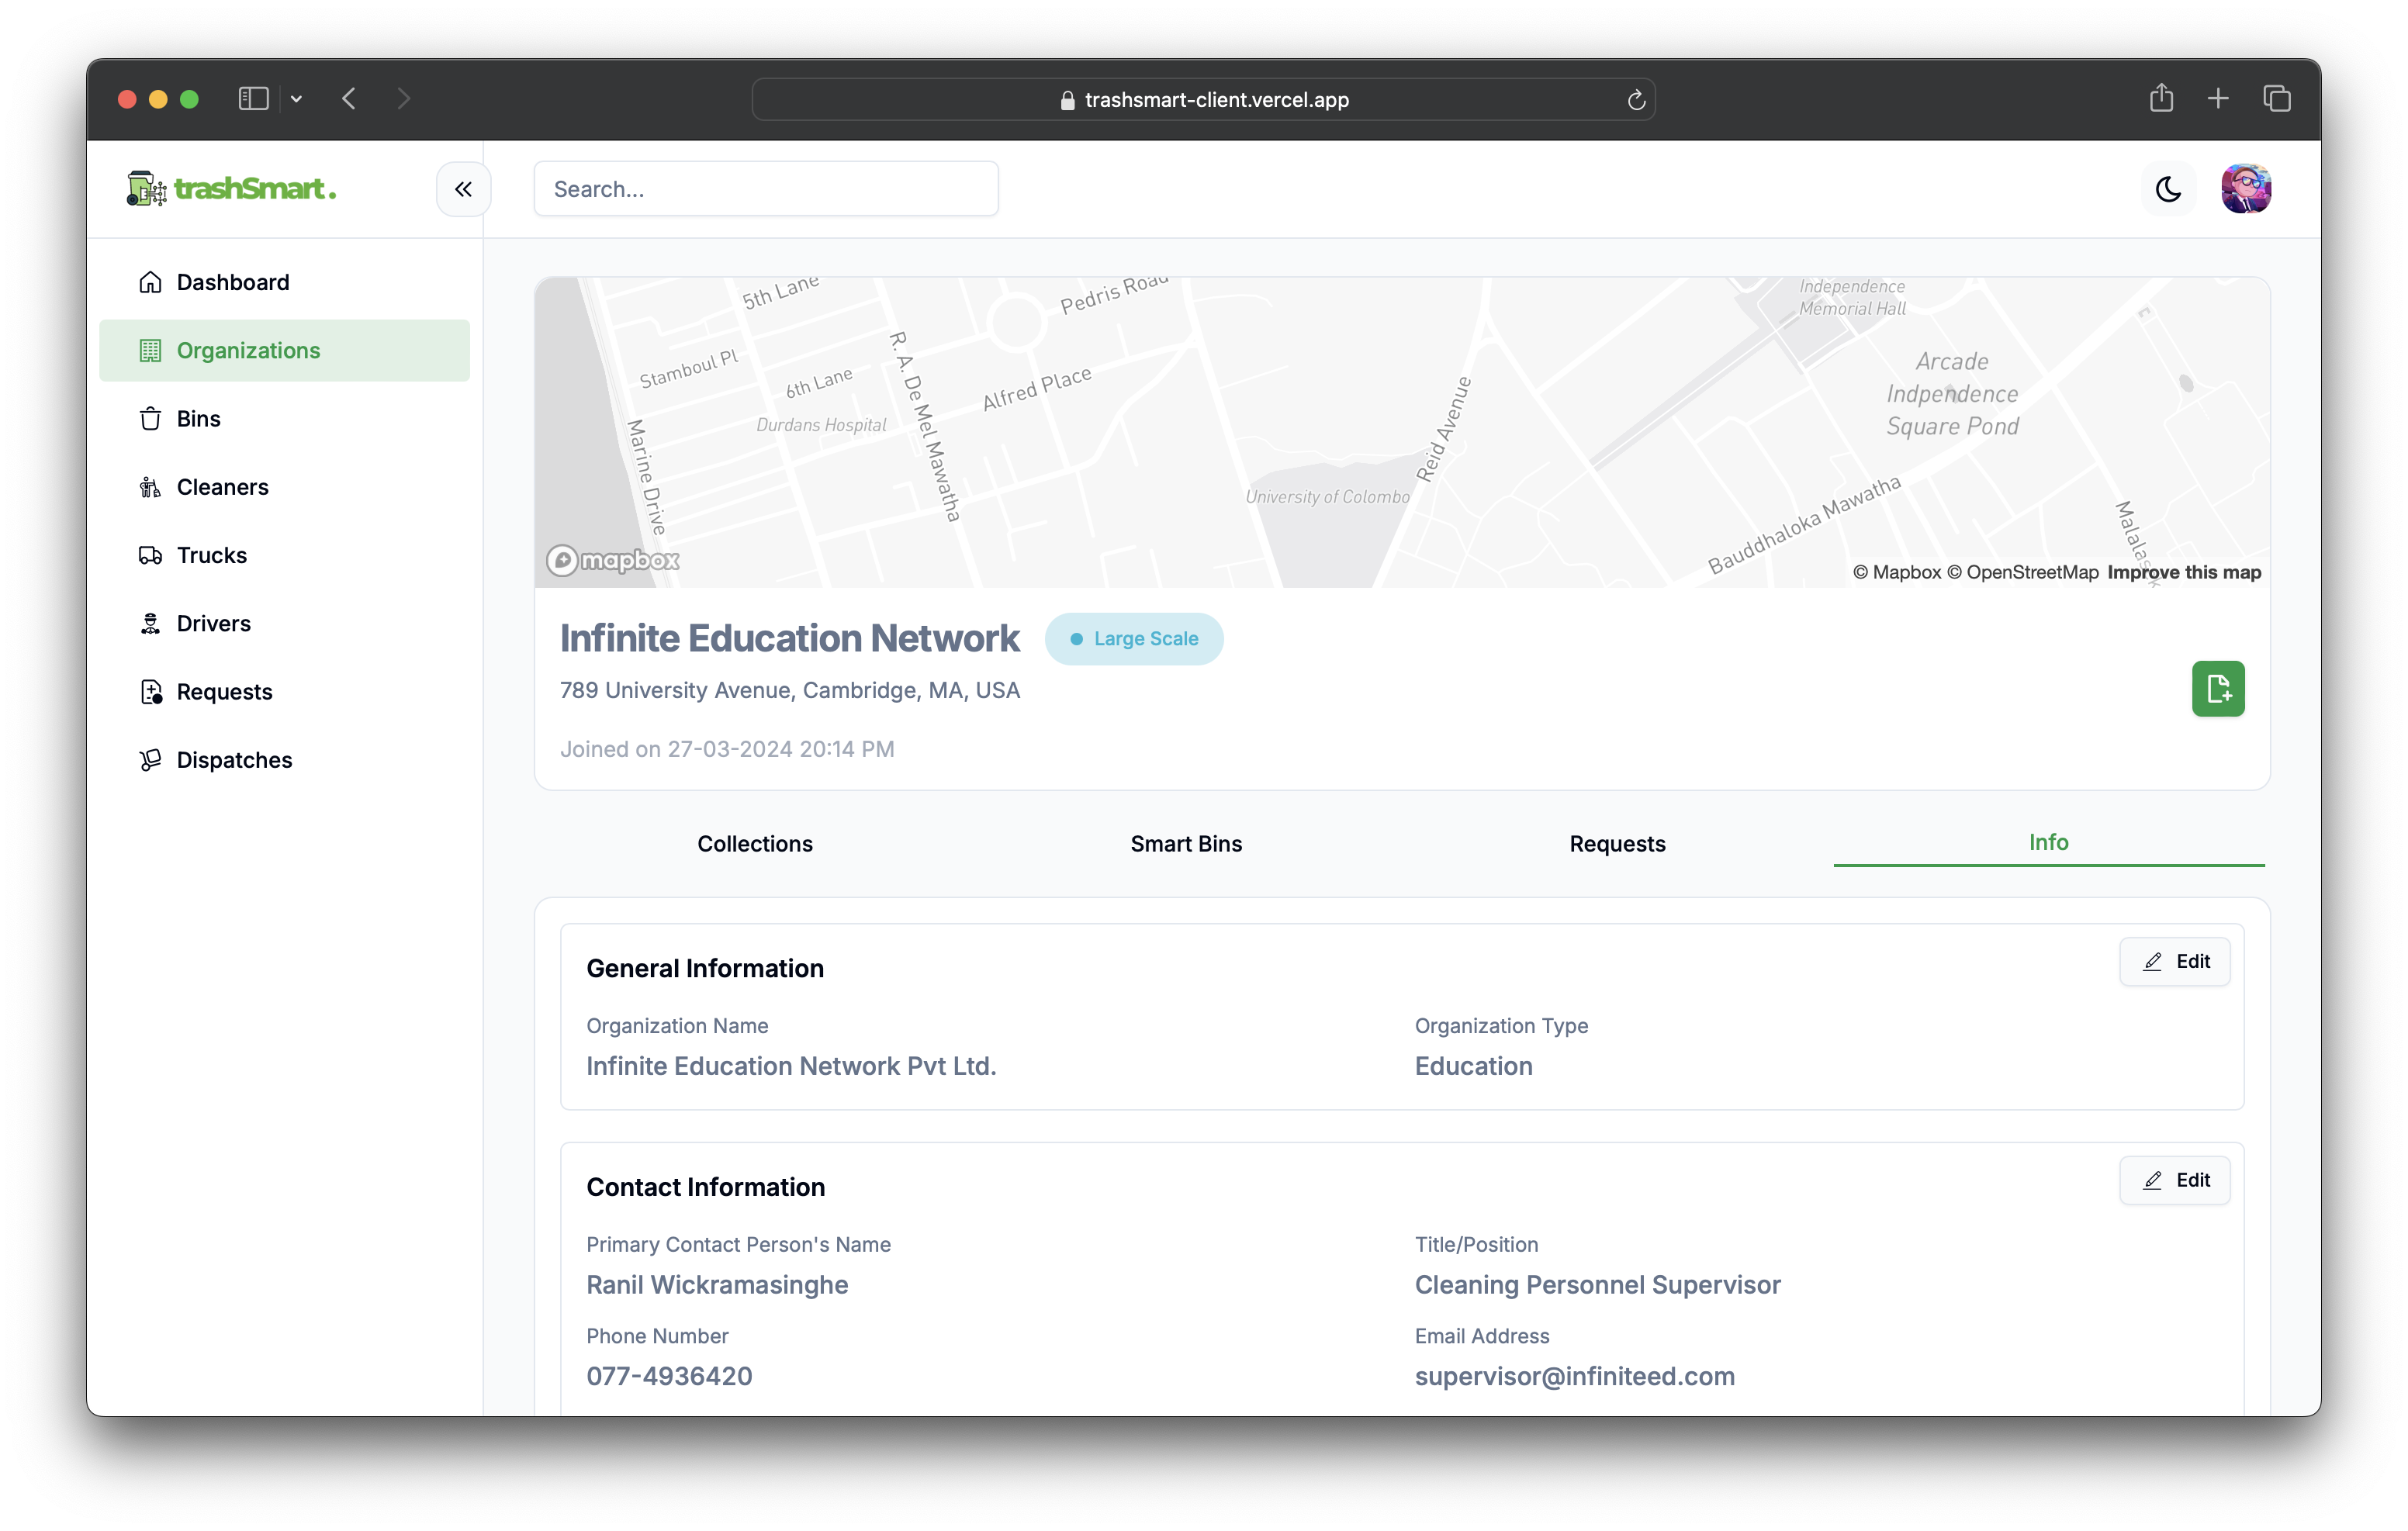 trashsmart-client.vercel.app
trashSmart.
Search...
Dashboard
Organizations
Bins
Cleaners
Trucks
Drivers
Requests
Dispatches
5th Lane
Pedris Road
Independence
Memorial Hall
Stamboul Pl
6th Lane
R. A. De Mel Mawatha
Alfred Place
Arcade
Independence
Square Pond
Durdans Hospital
Marine Drive
Reid Avenue
University of Colombo
Bauddhaloka Mawatha
mapbox
© Mapbox © OpenStreetMap Improve this map
Infinite Education Network
Large Scale
789 University Avenue, Cambridge, MA, USA
Joined on 27-03-2024 20:14 PM
Collections
Smart Bins
Requests
Info
General Information
Edit
Organization Name
Organization Type
Infinite Education Network Pvt Ltd.
Education
Contact Information
Edit
Primary Contact Person's Name
Title/Position
Ranil Wickramasinghe
Cleaning Personnel Supervisor
Phone Number
Email Address
077-4936420
supervisor@infiniteed.com